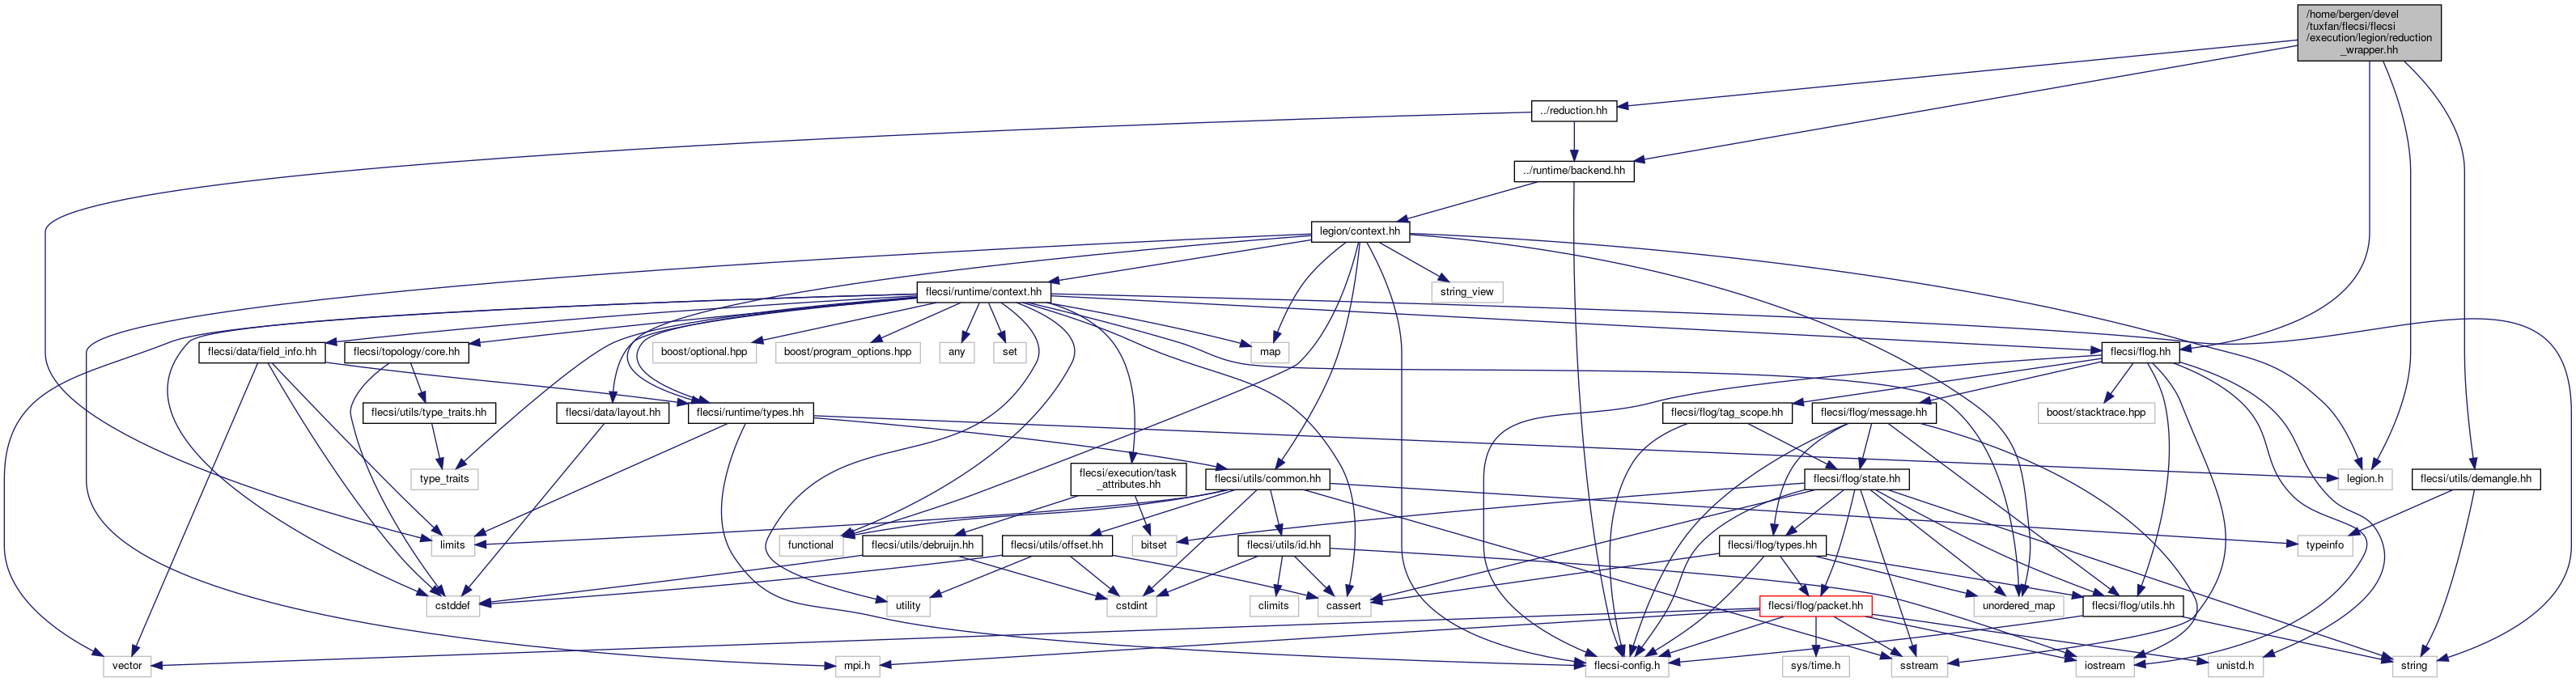 /home/bergen/devel
/tuxfan/flecsi/flecsi
/execution/legion/reduction
_wrapper.hh
../reduction.hh
../runtime/backend.hh
legion/context.hh
flecsi/runtime/context.hh
string_view
flecsi/data/field_info.hh
flecsi/topology/core.hh
boost/optional.hpp
boost/program_options.hpp
any
set
map
flecsi/flog.hh
flecsi/utils/type_traits.hh
flecsi/data/layout.hh
flecsi/runtime/types.hh
flecsi/flog/tag_scope.hh
flecsi/flog/message.hh
boost/stacktrace.hpp
type_traits
flecsi/execution/task
_attributes.hh
flecsi/utils/common.hh
flecsi/flog/state.hh
legion.h
flecsi/utils/demangle.hh
limits
functional
flecsi/utils/debruijn.hh
flecsi/utils/offset.hh
bitset
flecsi/utils/id.hh
flecsi/flog/types.hh
typeinfo
cstddef
utility
cstdint
climits
cassert
flecsi/flog/packet.hh
unordered_map
flecsi/flog/utils.hh
vector
mpi.h
flecsi-config.h
sys/time.h
sstream
iostream
unistd.h
string